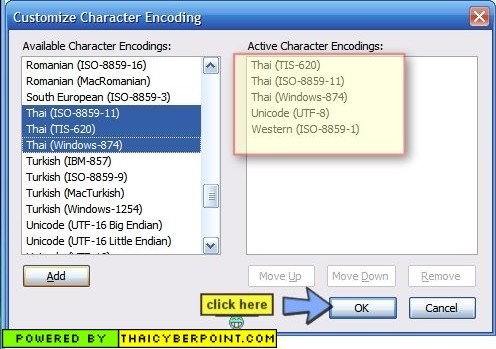 Customize Character Encoding
Available Character Encodings:
Romanian (ISO-8859-16)
Romanian (MacRomanian)
South European (ISO-8859-3)
Thai (ISO-8859-11)
Thai (TIS-620)
Thai (Windows-874)
Turkish (IBM-857)
Turkish (ISO-8859-9)
Turkish (MacTurkish)
Turkish (Windows-1254)
Unicode (UTF-16 Big Endian)
Unicode (UTF-16 Little Endian)
Add
Active Character Encodings:
Thai (TIS-620)
Thai (ISO-8859-11)
Thai (Windows-874)
Unicode (UTF-8)
Western (ISO-8859-1)
Move Up Move Down Remove
click here
OK Cancel
POWERED BY THAICYBERPOINT.COM